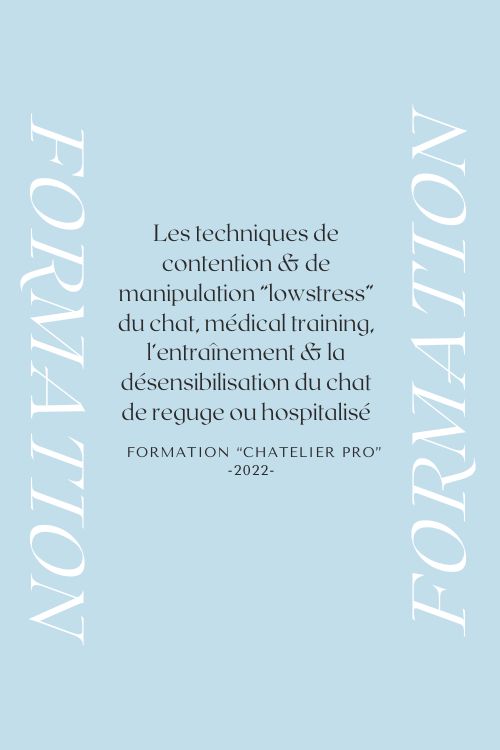 FORMATION
Les techniques de
contention & de
manipulation “lowstress”
du chat, médical training,
l’entraînement & la
désensibilisation du chat
de reguge ou hospitalisé
FORMATION “CHATELIER PRO”
-2022-
FORMATION